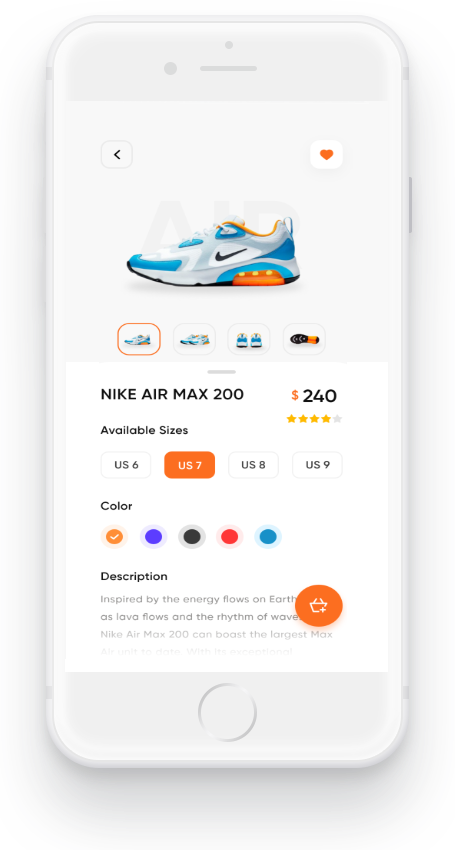 AIR
NIKE AIR MAX 200
$ 240
Available Sizes
US 6
US 7
US 8
US 9
Color
Description
Inspired by the energy flows on Earth
as lava flows and the rhythm of waves
Nike Air Max 200 can boast the largest Max
Air unit to date. With its exceptional